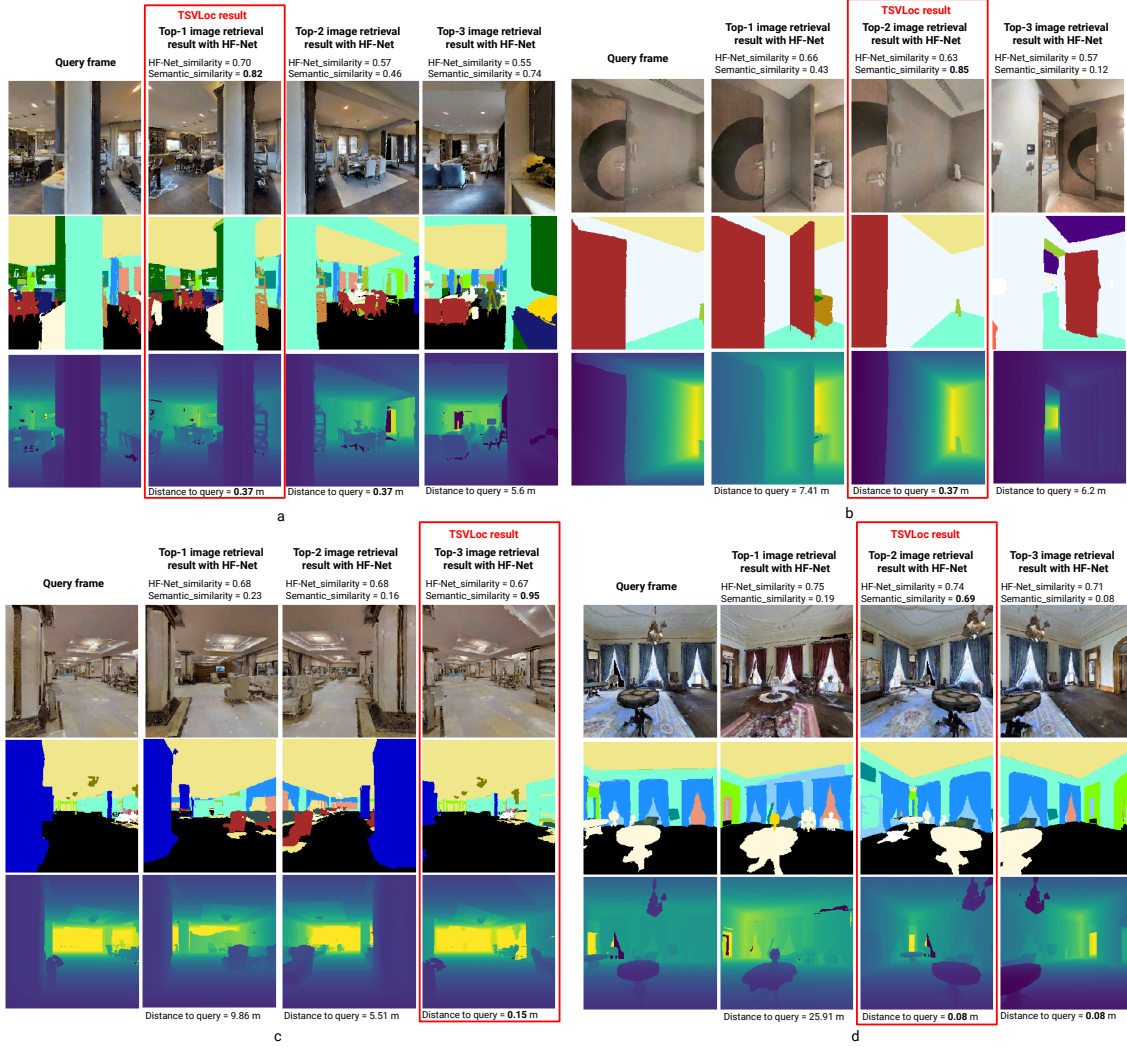 TSVLoc result
Query frame
Top-1 image retrieval
result with HF-Net
HF-Net_similarity = 0.70
Semantic_similarity = 0.82
Top-2 image retrieval
result with HF-Net
HF-Net_similarity = 0.57
Semantic_similarity = 0.46
Top-3 image retrieval
result with HF-Net
HF-Net_similarity = 0.55
Semantic_similarity = 0.74
Distance to query = 0.37 m
Distance to query = 0.37 m
Distance to query = 5.6 m
a
TSVLoc result
Query frame
Top-1 image retrieval
result with HF-Net
HF-Net_similarity = 0.66
Semantic_similarity = 0.43
Top-2 image retrieval
result with HF-Net
HF-Net_similarity = 0.63
Semantic_similarity = 0.85
Top-3 image retrieval
result with HF-Net
HF-Net_similarity = 0.57
Semantic_similarity = 0.12
Distance to query = 7.41 m
Distance to query = 0.37 m
Distance to query = 6.2 m
b
TSVLoc result
Query frame
Top-1 image retrieval
result with HF-Net
HF-Net_similarity = 0.68
Semantic_similarity = 0.23
Top-2 image retrieval
result with HF-Net
HF-Net_similarity = 0.68
Semantic_similarity = 0.16
Top-3 image retrieval
result with HF-Net
HF-Net_similarity = 0.67
Semantic_similarity = 0.95
Distance to query = 9.86 m
Distance to query = 5.51 m
Distance to query = 0.15 m
c
TSVLoc result
Query frame
Top-1 image retrieval
result with HF-Net
HF-Net_similarity = 0.75
Semantic_similarity = 0.19
Top-2 image retrieval
result with HF-Net
HF-Net_similarity = 0.74
Semantic_similarity = 0.69
Top-3 image retrieval
result with HF-Net
HF-Net_similarity = 0.71
Semantic_similarity = 0.08
Distance to query = 25.91 m
Distance to query = 0.08 m
Distance to query = 0.08 m
d